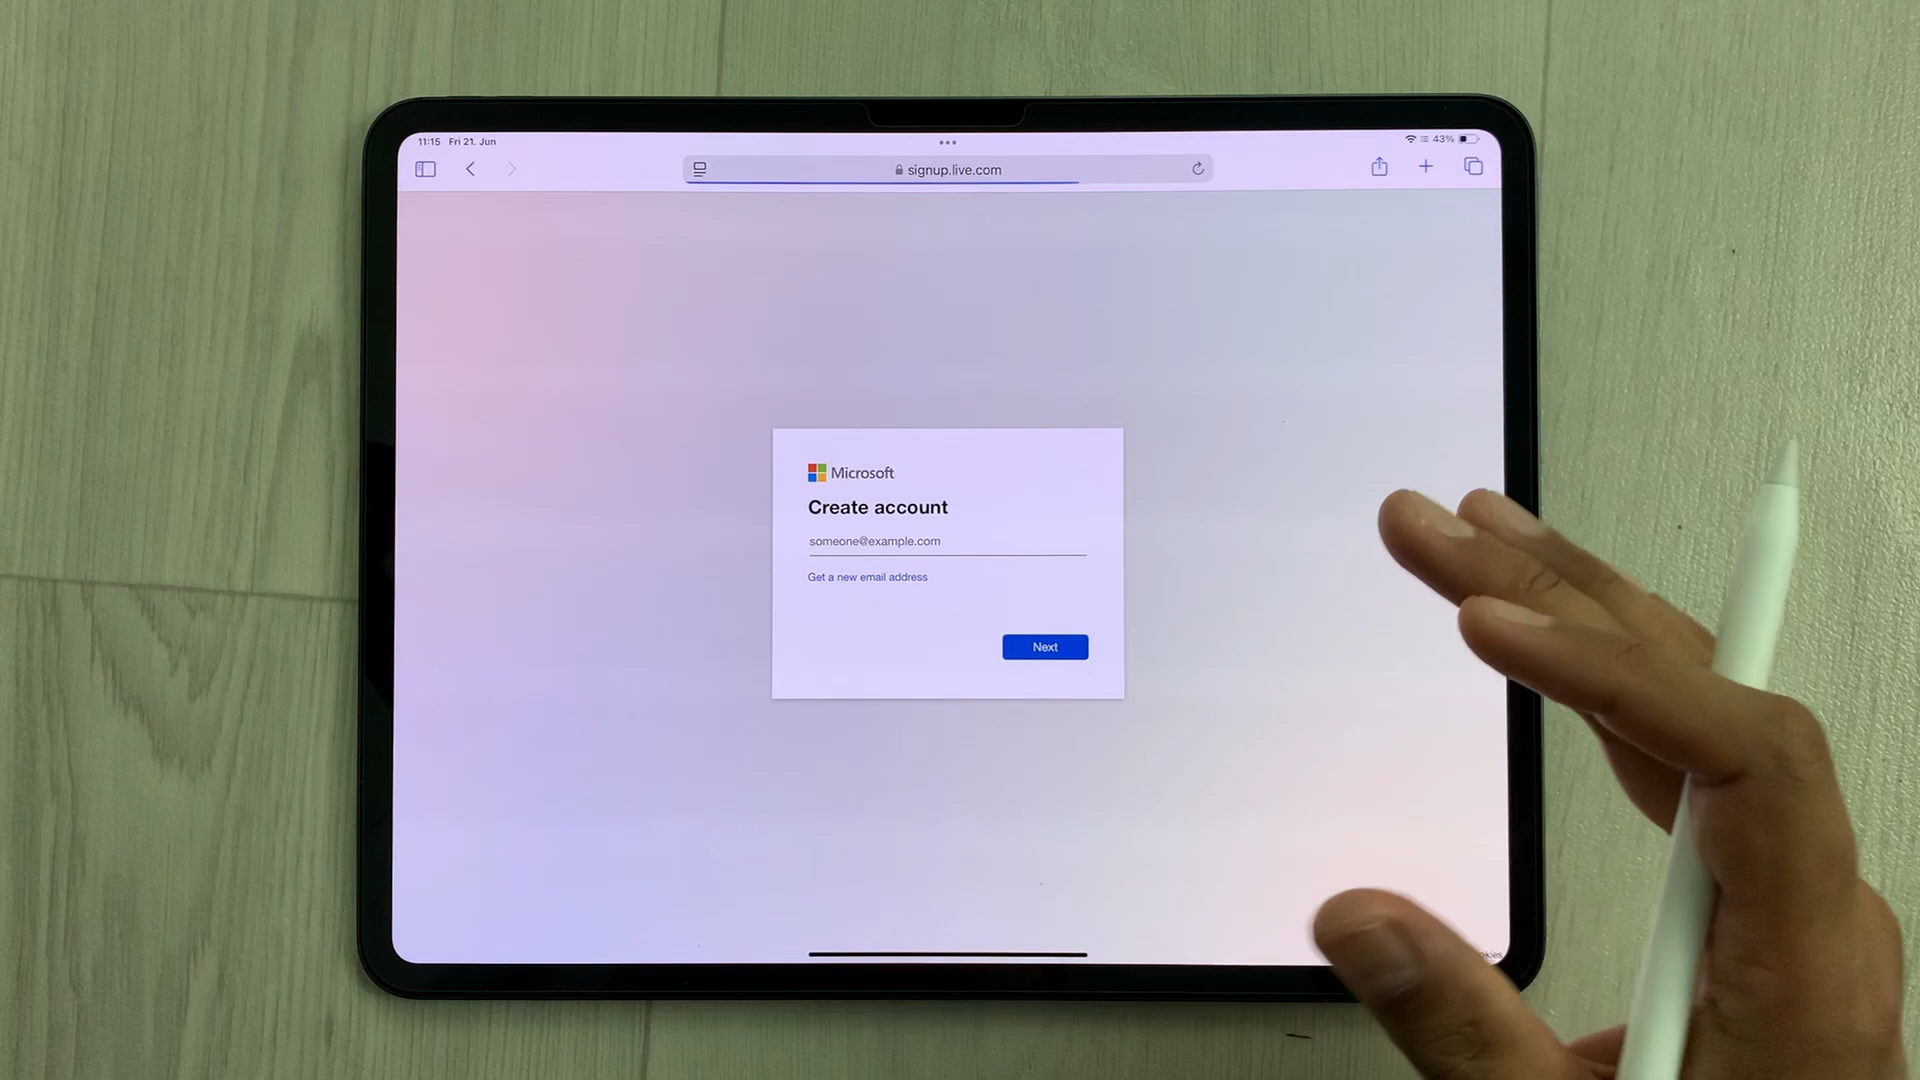 11:15 Fri 21. Jun
43%
signup.live.com
Microsoft
Create account
someone@example.com
Get a new email address
Next